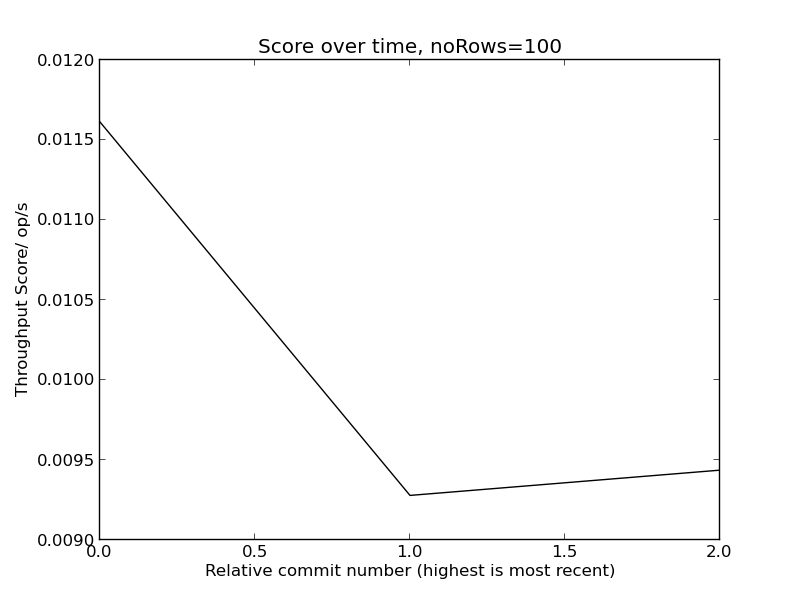 Score over time, noRows=100
0.0120
0.0115
0.0110
0.0105
0.0100
0.0095
0.0090
Throughput Score/ op/s
0.0 0.5 1.0 1.5 2.0
Relative commit number (highest is most recent)